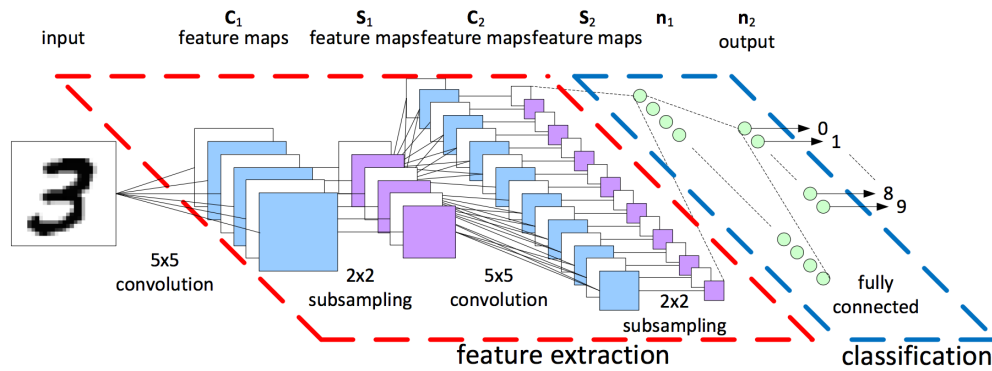 input
C1
feature maps
S1
feature maps
C2
feature maps
S2
feature maps
n1
n2
output
3
0
1
8
9
5x5
convolution
2x2
subsampling
5x5
convolution
2x2
subsampling
fully
connected
feature extraction
classification